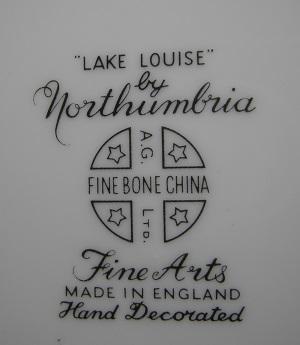 "LAKE LOUISE"
by
Northumbria
A.G.
FINE BONE CHINA
LTD.
Fine Arts
MADE IN ENGLAND
Hand Decorated